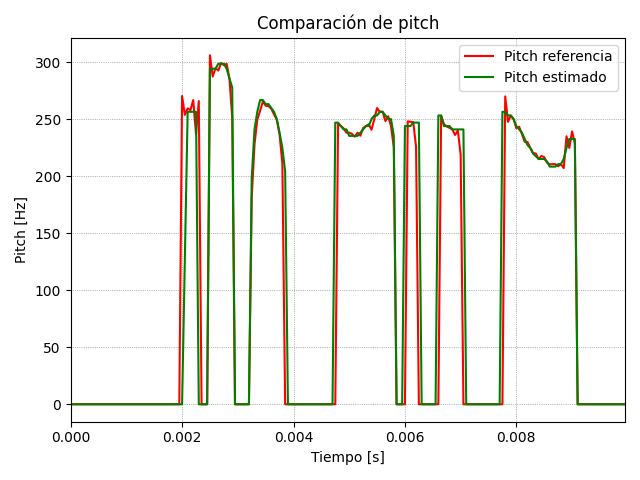 Comparación de pitch
Pitch referencia
Pitch estimado
Pitch [Hz]
300
250
200
150
100
50
0
0.000
0.002
0.004
0.006
0.008
Tiempo [s]